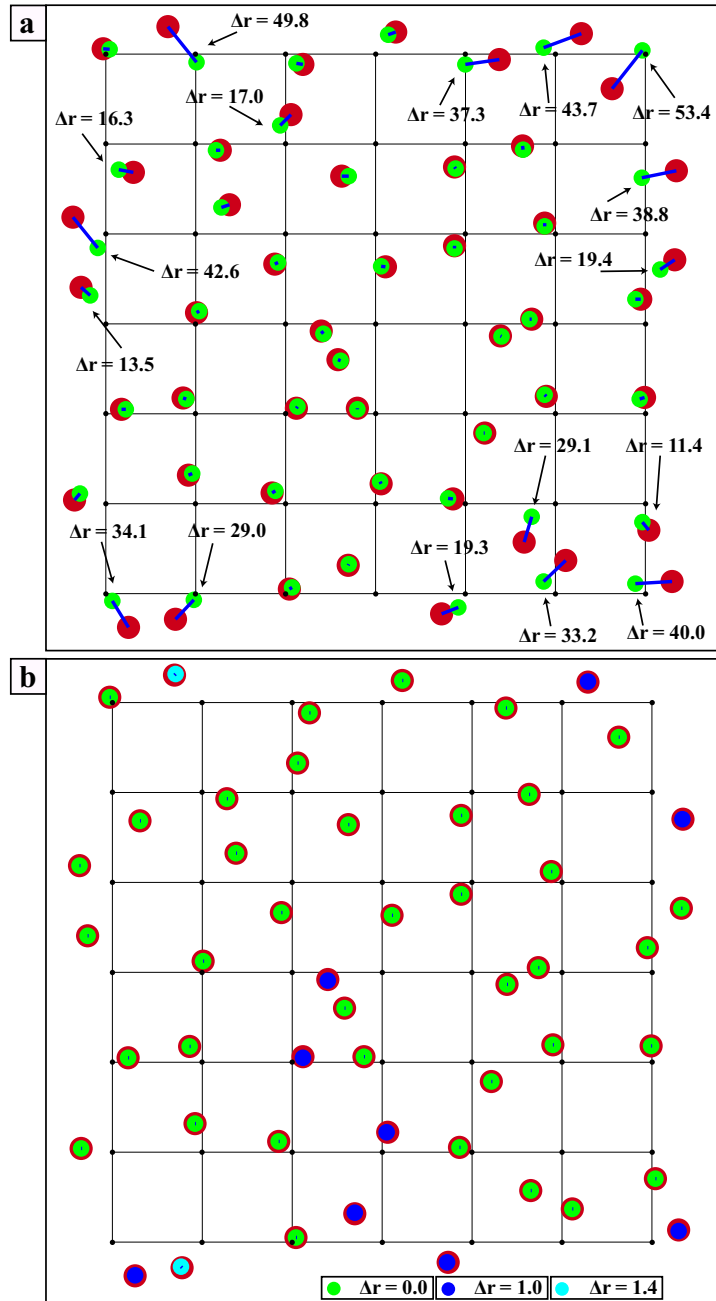 a
Δr = 49.8
Δr = 17.0
Δr = 37.3
Δr = 43.7
Δr = 53.4
Δr = 16.3
Δr = 38.8
Δr = 42.6
Δr = 19.4
Δr = 13.5
Δr = 29.1
Δr = 11.4
Δr = 34.1
Δr = 29.0
Δr = 19.3
Δr = 33.2
Δr = 40.0
b
Δr = 0.0
Δr = 1.0
Δr = 1.4